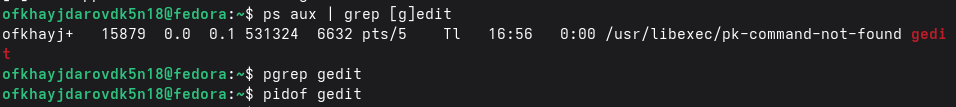 ofkhayjdarovdk5n18@fedora:~$ ps aux | grep [g]edit
ofkhayj+   15879  0.0  0.1 531324  6632 pts/5    Tl   16:56   0:00 /usr/libexec/pk-command-not-found gedi
t
ofkhayjdarovdk5n18@fedora:~$ pgrep gedit
ofkhayjdarovdk5n18@fedora:~$ pidof gedit